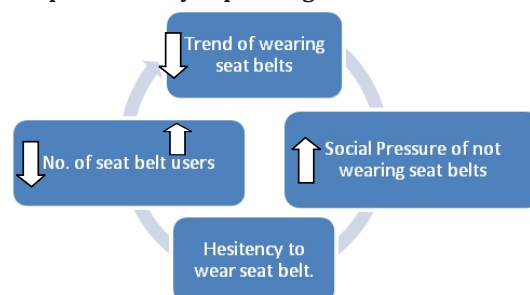 Trend of wearing
seat belts
Social Pressure of not
wearing seat belts
No. of seat belt users
Hesitency to
wear seat belt.